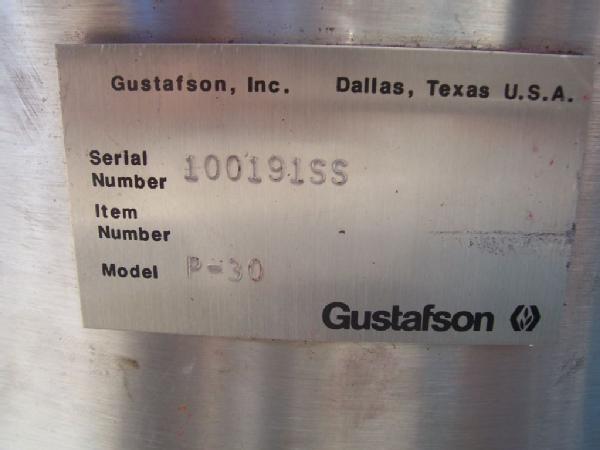 Gustafson, Inc. Dallas, Texas U.S.A.
Serial Number 100191SS
Item Number
Model P-30
Gustafson